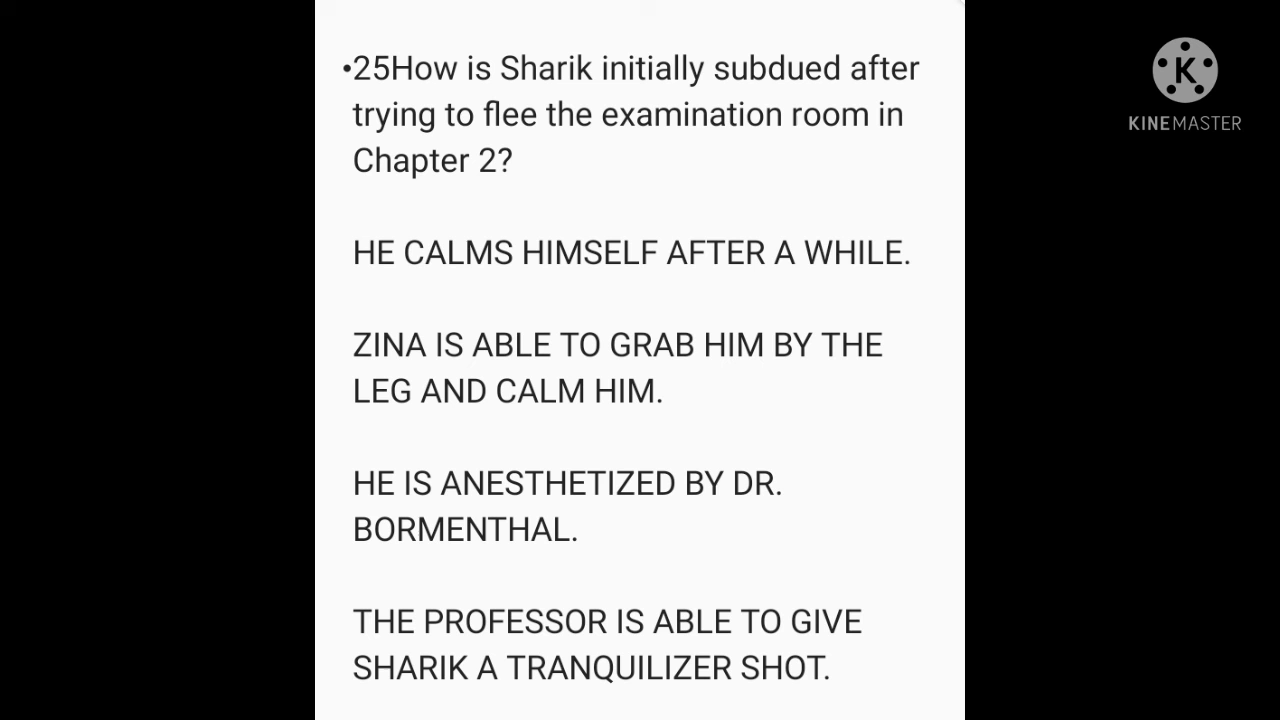 •25How is Sharik initially subdued after
trying to flee the examination room in
Chapter 2?
HE CALMS HIMSELF AFTER A WHILE.
ZINA IS ABLE TO GRAB HIM BY THE
LEG AND CALM HIM.
HE IS ANESTHETIZED BY DR.
BORMENTHAL.
THE PROFESSOR IS ABLE TO GIVE
SHARIK A TRANQUILIZER SHOT.
K
KINEMASTER